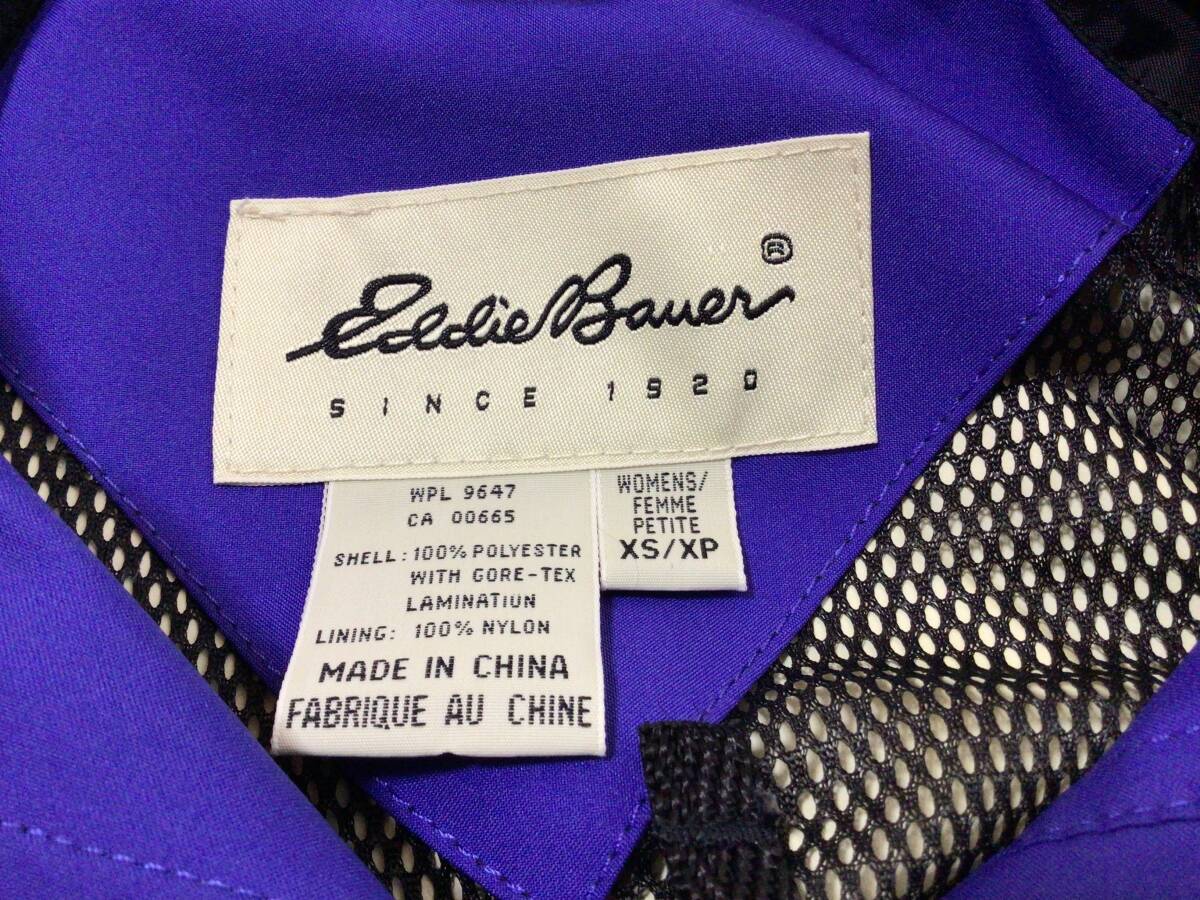 Eddie Bauer®
SINCE 1920
WPL 9647
CA 00665
SHELL: 100% POLYESTER
WITH GORE-TEX
LAMINATIUN
LINING: 100% NYLON
MADE IN CHINA
FABRIQUE AU CHINE
WOMENS/
FEMME
PETITE
XS/XP